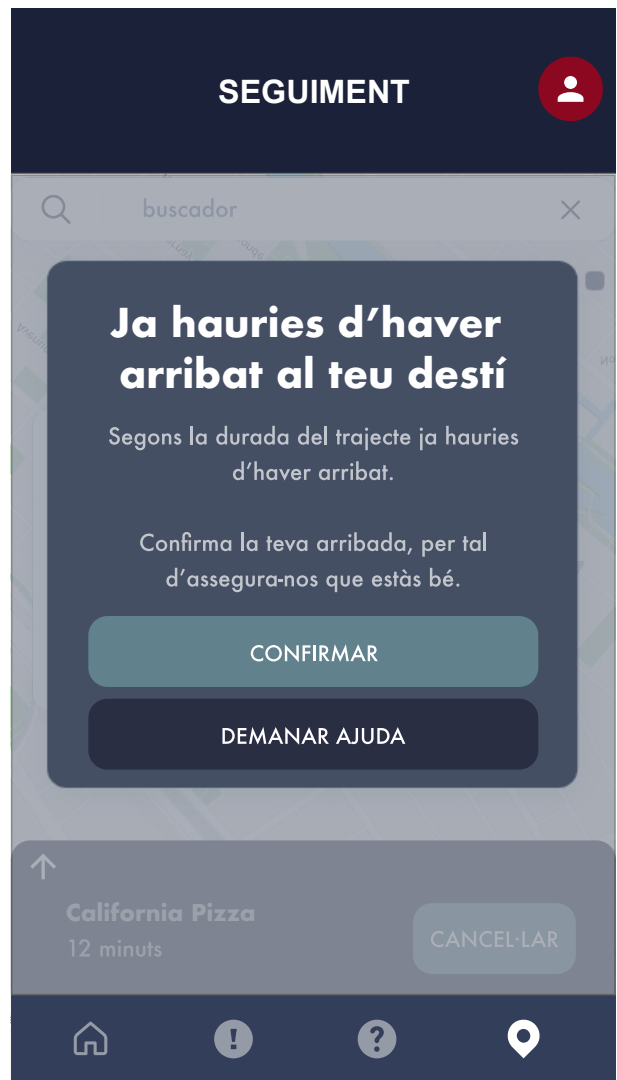 SEGUIMENT
buscador
Ja hauries d’haver
arribat al teu destí
Segons la durada del trajecte ja hauries
d’haver arribat.
Confirma la teva arribada, per tal
d’assegura-nos que estàs bé.
CONFIRMAR
DEMANAR AJUDA
California Pizza
12 minuts
CANCEL·LAR